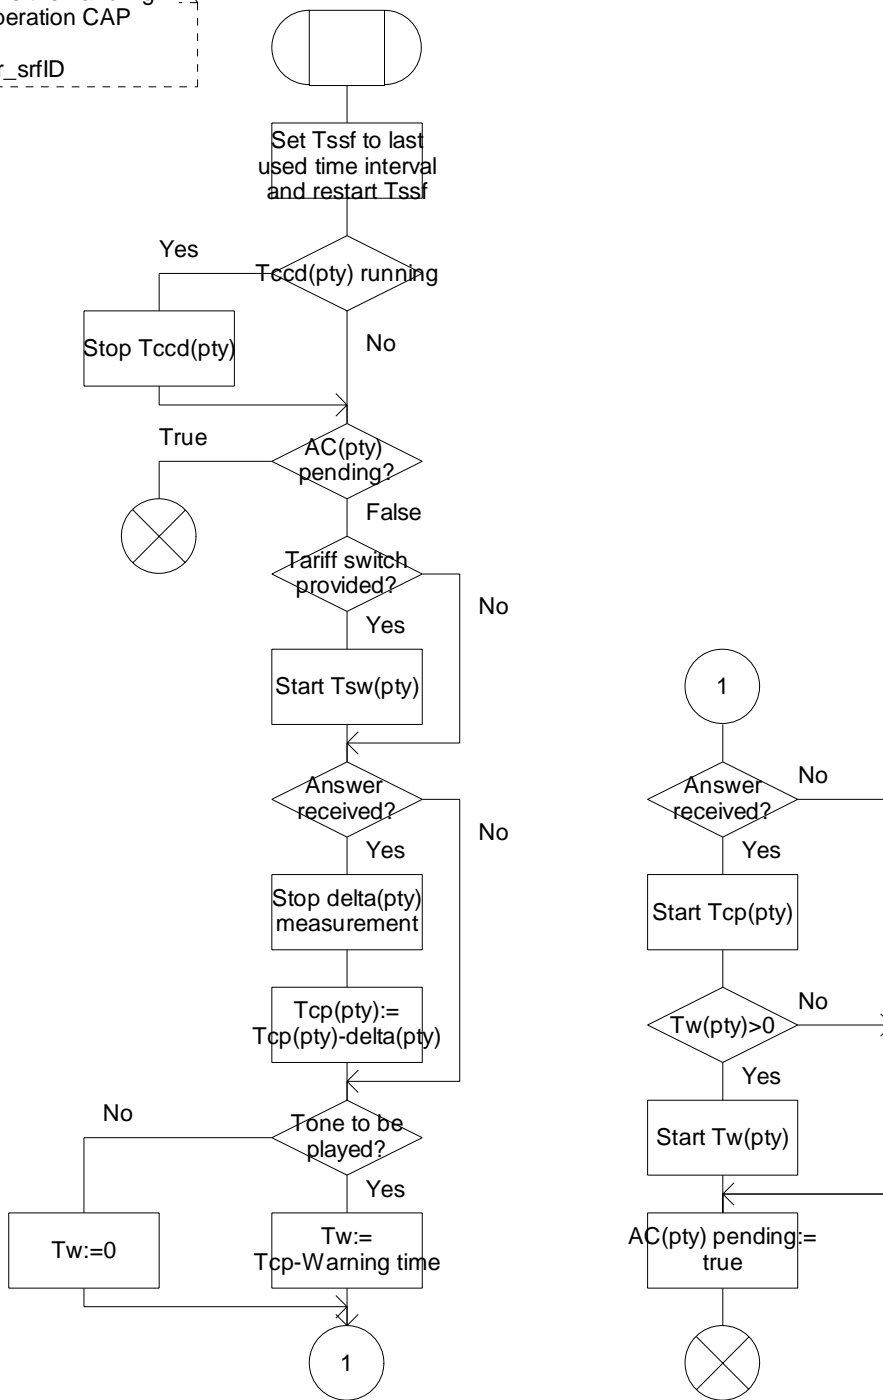 peration CAP
r_srfID
Set Tssf to last
used time interval
and restart Tssf
Yes
Tccd(pty) running
Stop Tccd(pty)
No
True
AC(pty)
pending?
False
Tariff switch
provided?
No
Yes
Start Tsw(pty)
Answer
received?
No
Yes
Stop delta(pty)
measurement
Tcp(pty):=
Tcp(pty)-delta(pty)
No
Tone to be
played?
Yes
Tw:=0
Tw:=
Tcp-Warning time
1
1
Answer
received?
No
Yes
Start Tcp(pty)
Tw(pty)>0
No
Yes
Start Tw(pty)
AC(pty) pending:=
true